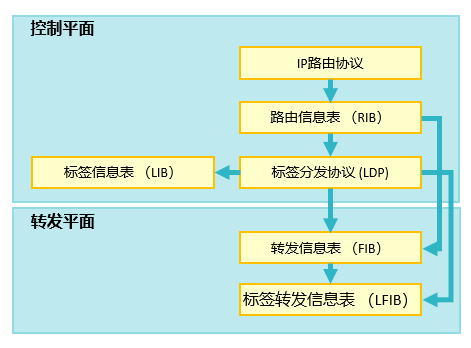 控制平面
IP路由协议
路由信息表 （RIB）
标签信息表 （LIB）
标签分发协议 (LDP)
转发平面
转发信息表 （FIB）
标签转发信息表 （LFIB）